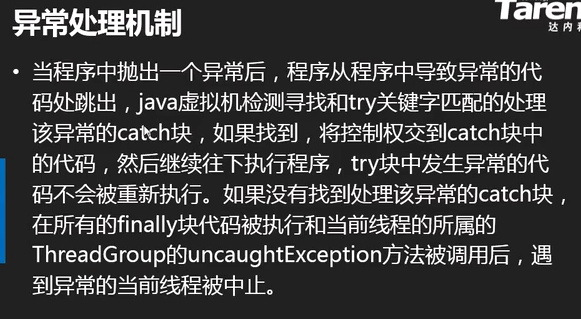 异常处理机制
Taren
达内
• 当程序中抛出一个异常后，程序从程序中导致异常的代
码处跳出，java虚拟机检测寻找和try关键字匹配的处理
该异常的catch块，如果找到，将控制权交到catch块中
的代码，然后继续往下执行程序，try块中发生异常的代
码不会被重新执行。如果没有找到处理该异常的catch块，
在所有的finally块代码被执行和当前线程的所属的
ThreadGroup的uncaughtException方法被调用后，遇
到异常的当前线程被中止。